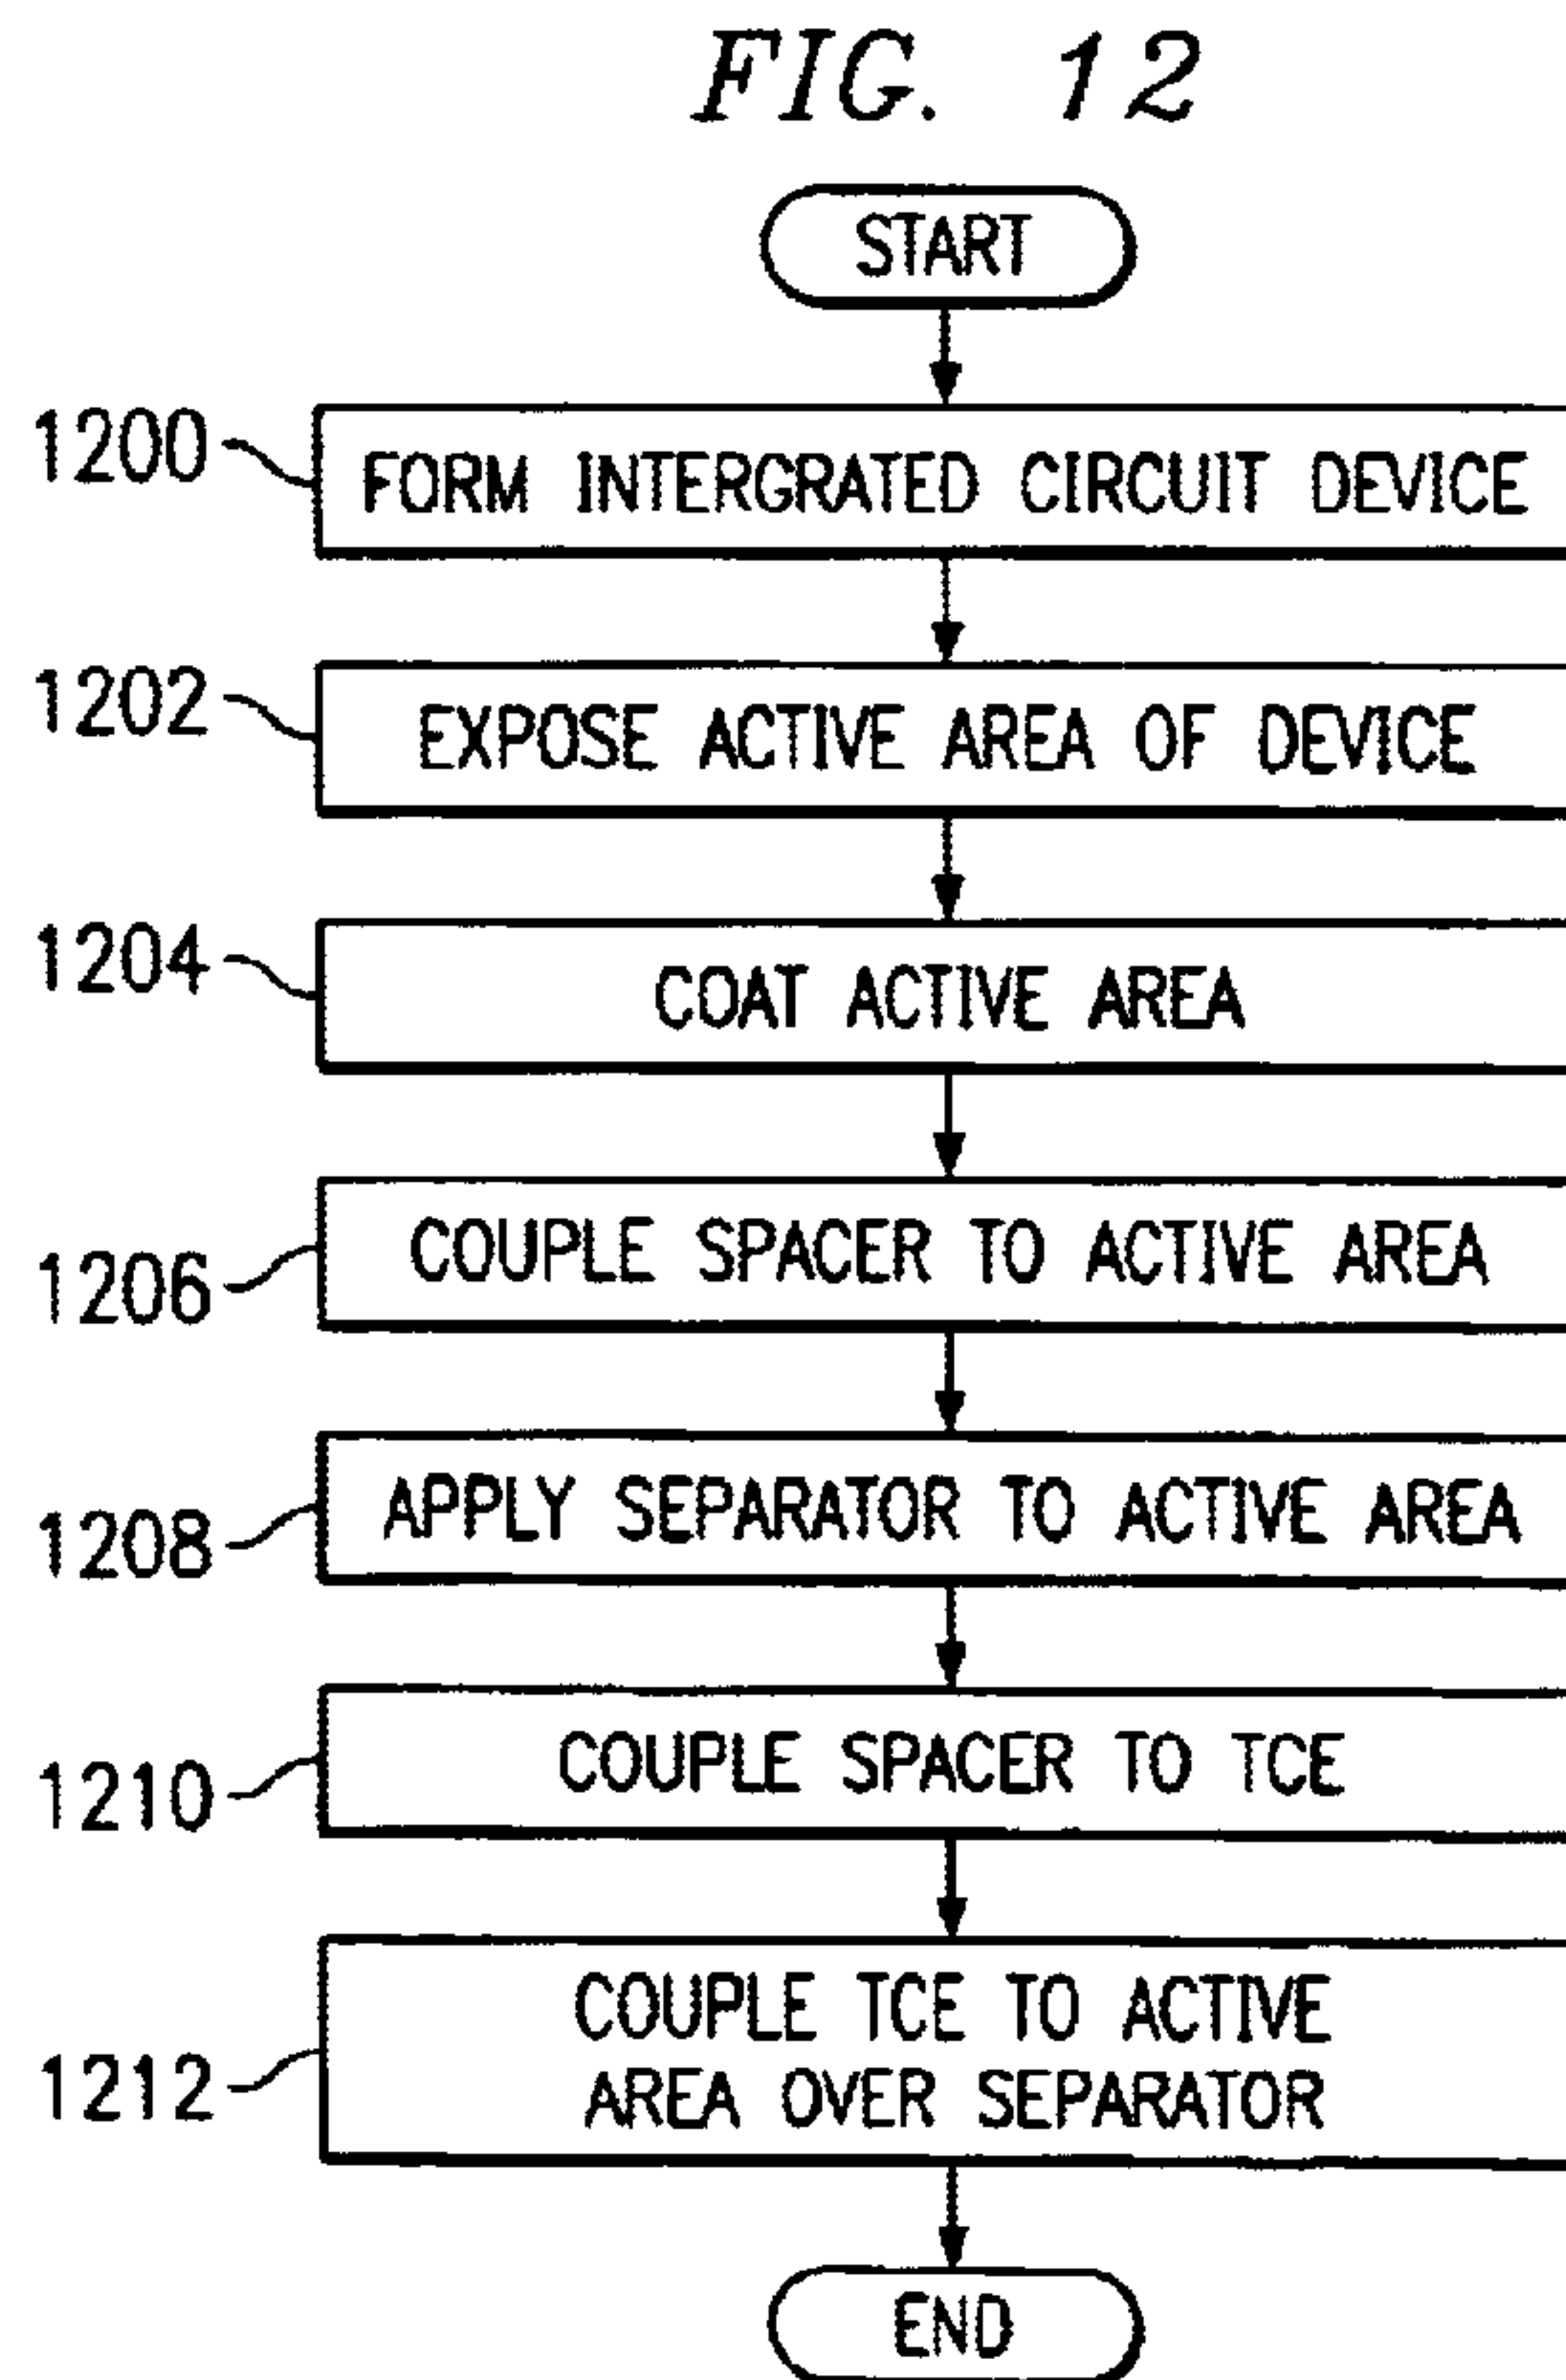 FIG. 12
START
1200
FORM INTERGRATED CIRCUIT DEVICE
1202
EXPOSE ACTIVE AREA OF DEVICE
1204
COAT ACTIVE AREA
1206
COUPLE SPACER TO ACTIVE AREA
1208
APPLY SEPARATOR TO ACTIVE AREA
1210
COUPLE SPACER TO TCE
1212
COUPLE TCE TO ACTIVE
AREA OVER SEPARATOR
END